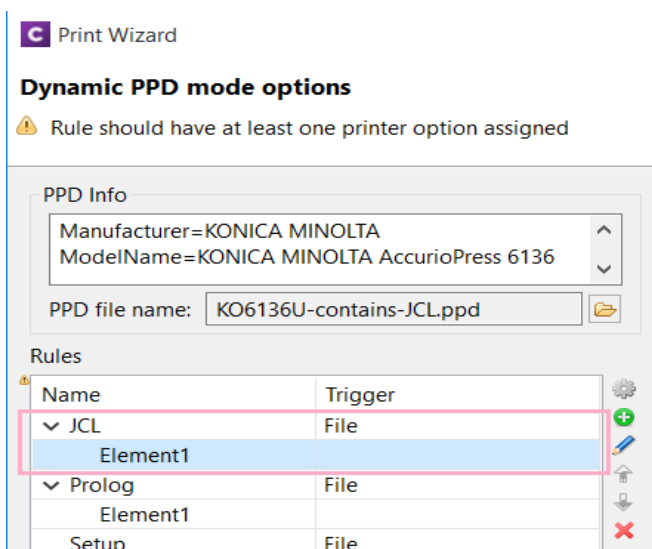 C Print Wizard
Dynamic PPD mode options
Rule should have at least one printer option assigned
PPD Info
Manufacturer=KONICA MINOLTA
ModelName=KONICA MINOLTA AccurioPress 6136
PPD file name: KO6136U-contains-JCL.ppd
Rules
Name Trigger
JCL File
Element1
Prolog File
Element1
Setup File